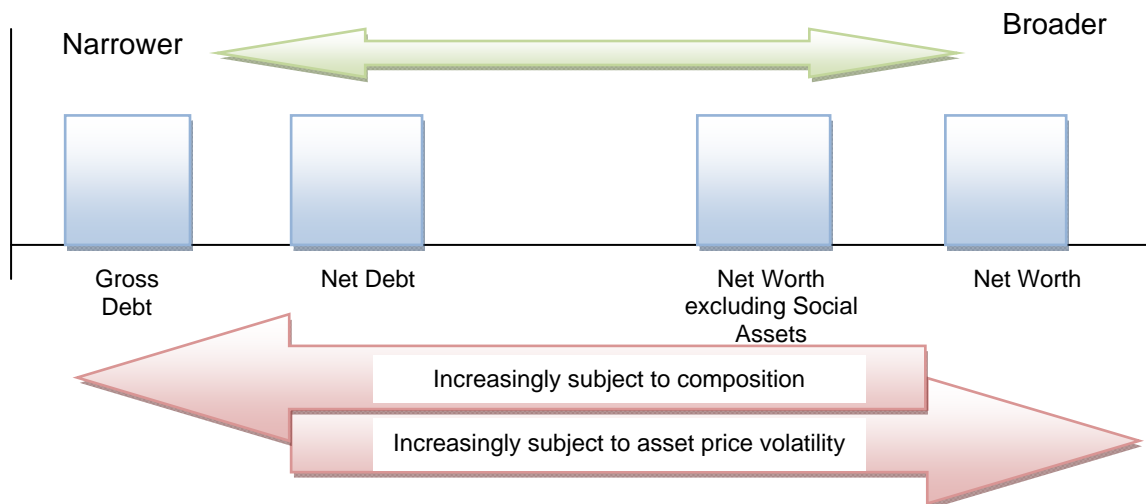 Narrower
Broader
Gross
Debt
Net Debt
Net Worth
excluding Social
Assets
Net Worth
Increasingly subject to composition
Increasingly subject to asset price volatility